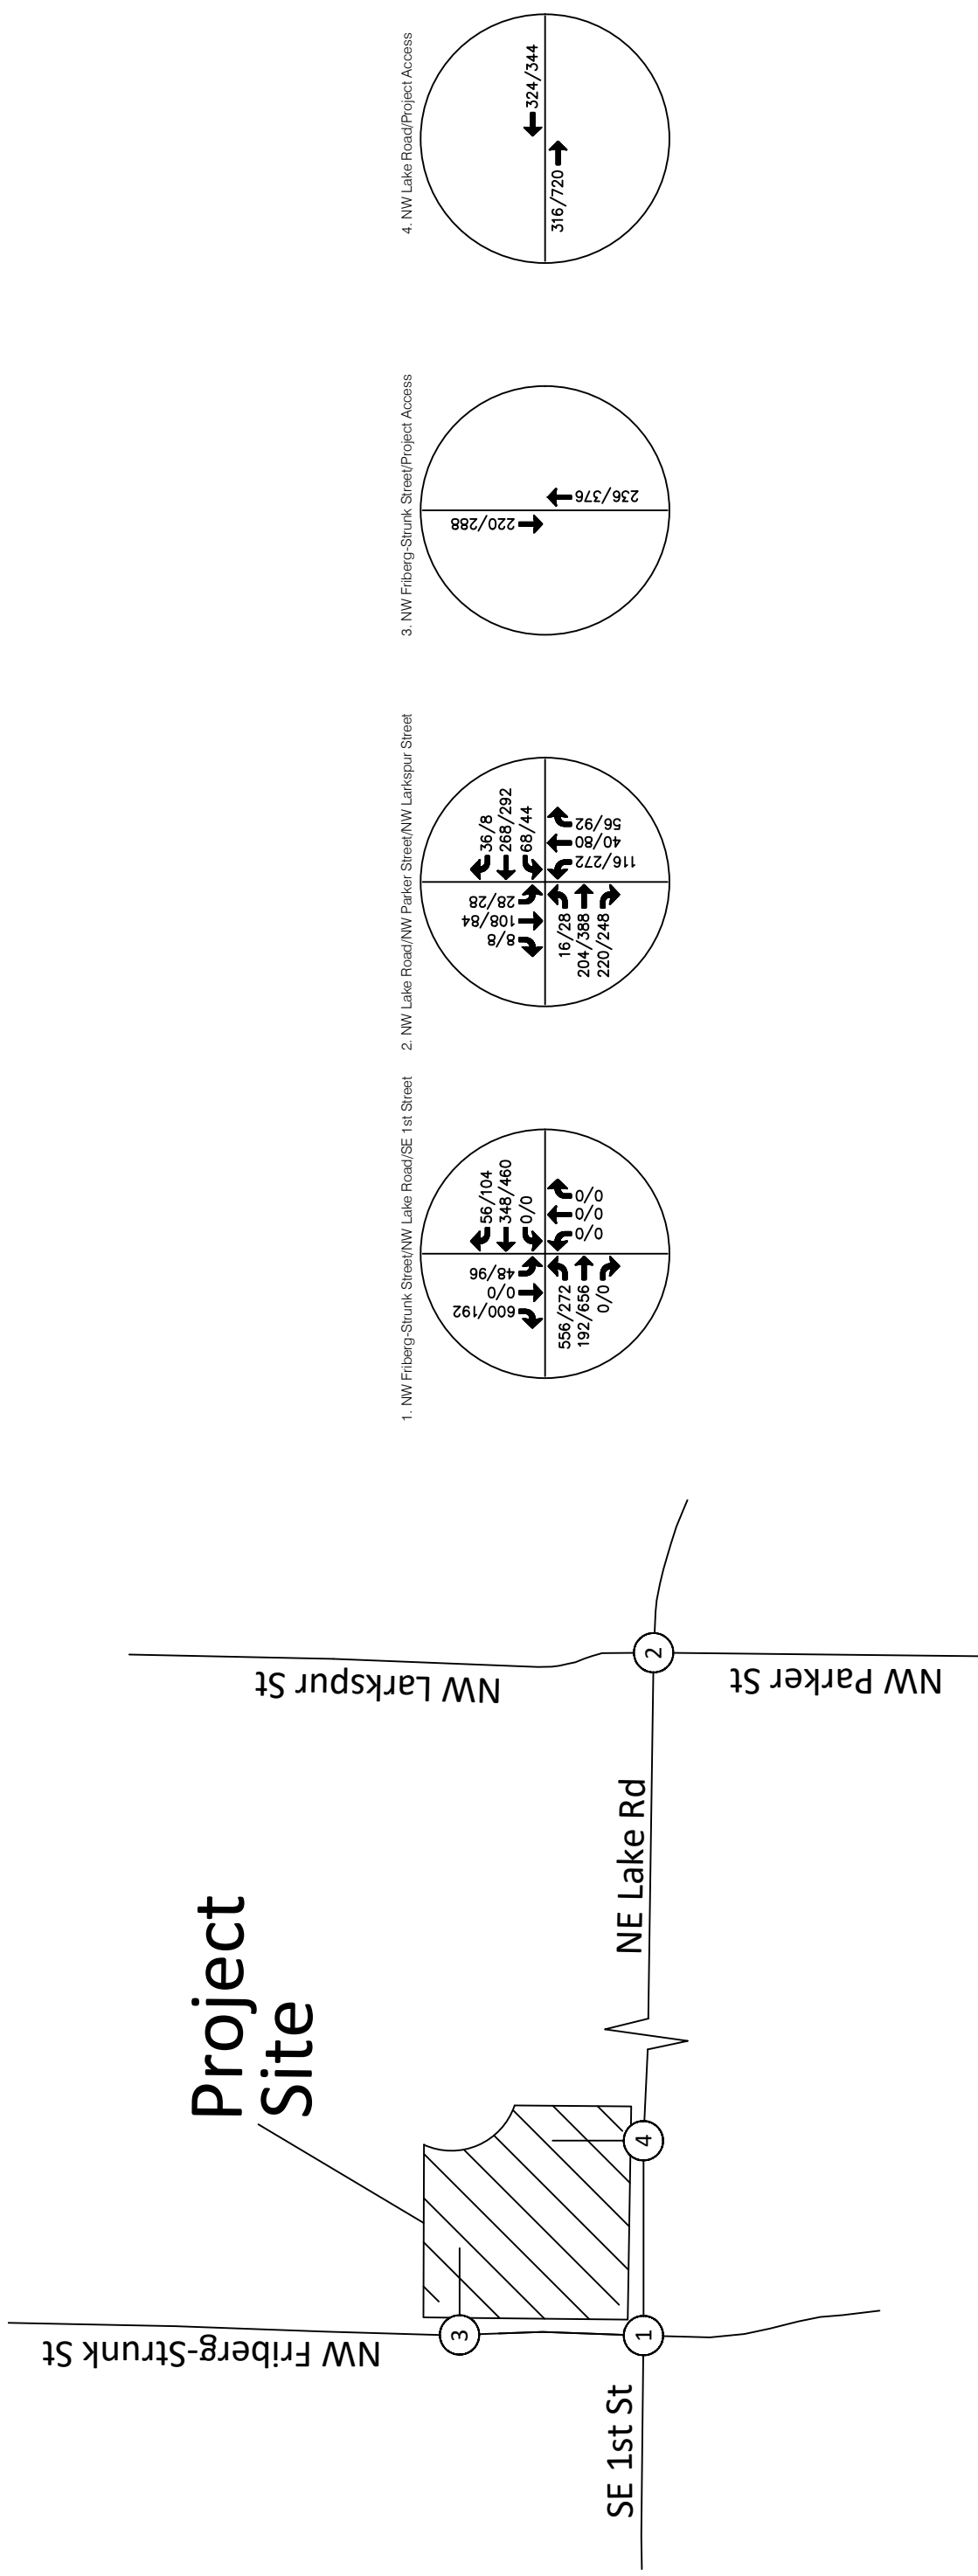 NW Friberg-Strunk St
SE 1st St
Project
Site
NE Lake Rd
NW Larkspur St
NW Parker St
1
2
3
4
1. NW Friberg-Strunk Street/NW Lake Road/SE 1st Street
600/192
0/0
48/96
56/104
348/460
0/0
556/272
192/656
0/0
0/0
0/0
0/0
2. NW Lake Road/NW Parker Street/NW Larkspur Street
8/8
108/84
28/28
36/8
268/292
68/44
16/28
204/388
220/248
116/272
40/80
56/92
3. NW Friberg-Strunk Street/Project Access
220/288
236/376
4. NW Lake Road/Project Access
324/344
316/720